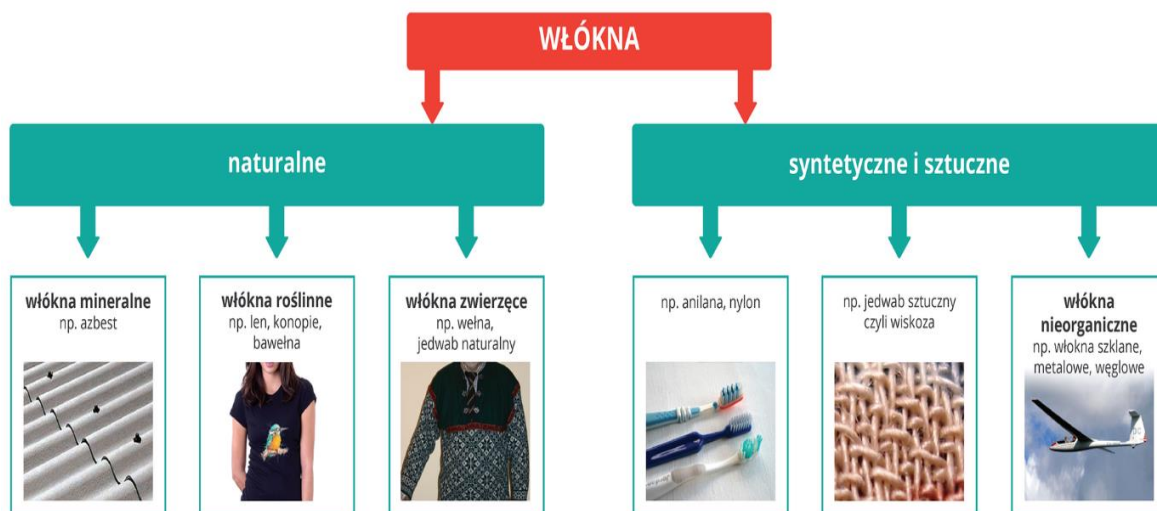 WŁÓKNA
naturalne
syntetyczne i sztuczne
włókna mineralne
np. azbest
włókna roślinne
np. len, konopie,
bawełna
włókna zwierzęce
np. wełna,
jedwab naturalny
np. anilana, nylon
np. jedwab sztuczny
czyli wiskoza
włókna
nieorganiczne
np. włokna szklane,
metalowe, węglowe